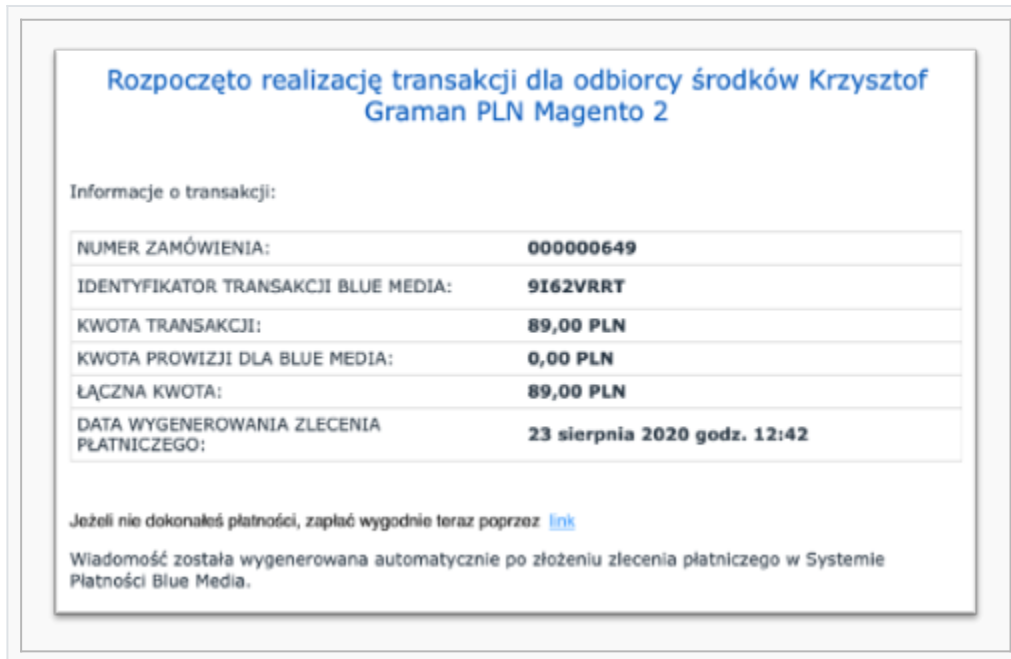 Rozpoczęto realizację transakcji dla odbiorcy środków Krzysztof
Graman PLN Magento 2
Informacje o transakcji:
NUMER ZAMÓWIENIA: 000000649
IDENTYFIKATOR TRANSAKCJI BLUE MEDIA: 9I62VRRT
KWOTA TRANSAKCJI: 89,00 PLN
KWOTA PROWIZJI DLA BLUE MEDIA: 0,00 PLN
ŁĄCZNA KWOTA: 89,00 PLN
DATA WYGENEROWANIA ZLECENIA
PŁATNICZEGO: 23 sierpnia 2020 godz. 12:42
Jeżeli nie dokonałeś płatności, zapłać wygodnie teraz poprzez link
Wiadomość została wygenerowana automatycznie po złożeniu zlecenia płatniczego w Systemie
Płatności Blue Media.